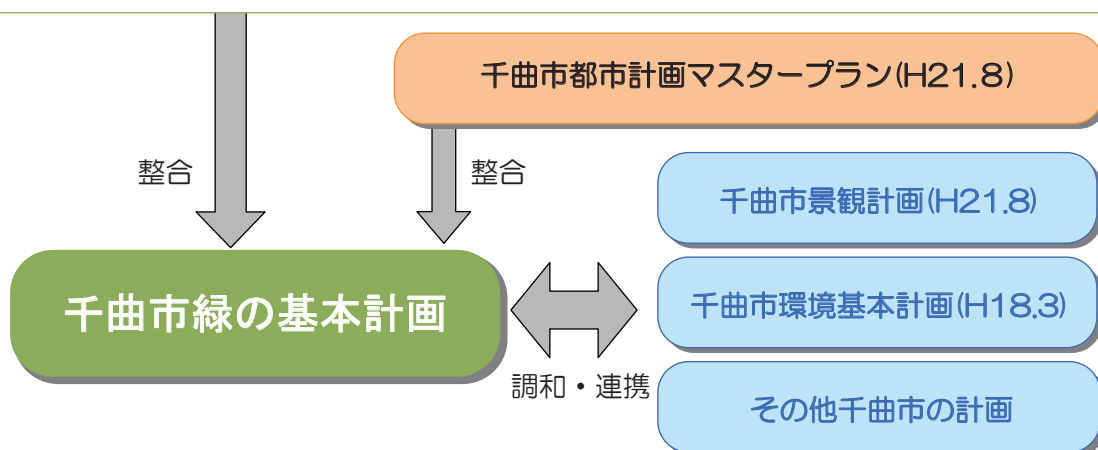 千曲市都市計画マスタープラン(H21.8)
整合
整合
千曲市景観計画(H21.8)
千曲市緑の基本計画
千曲市環境基本計画(H18.3)
調和・連携
その他千曲市の計画